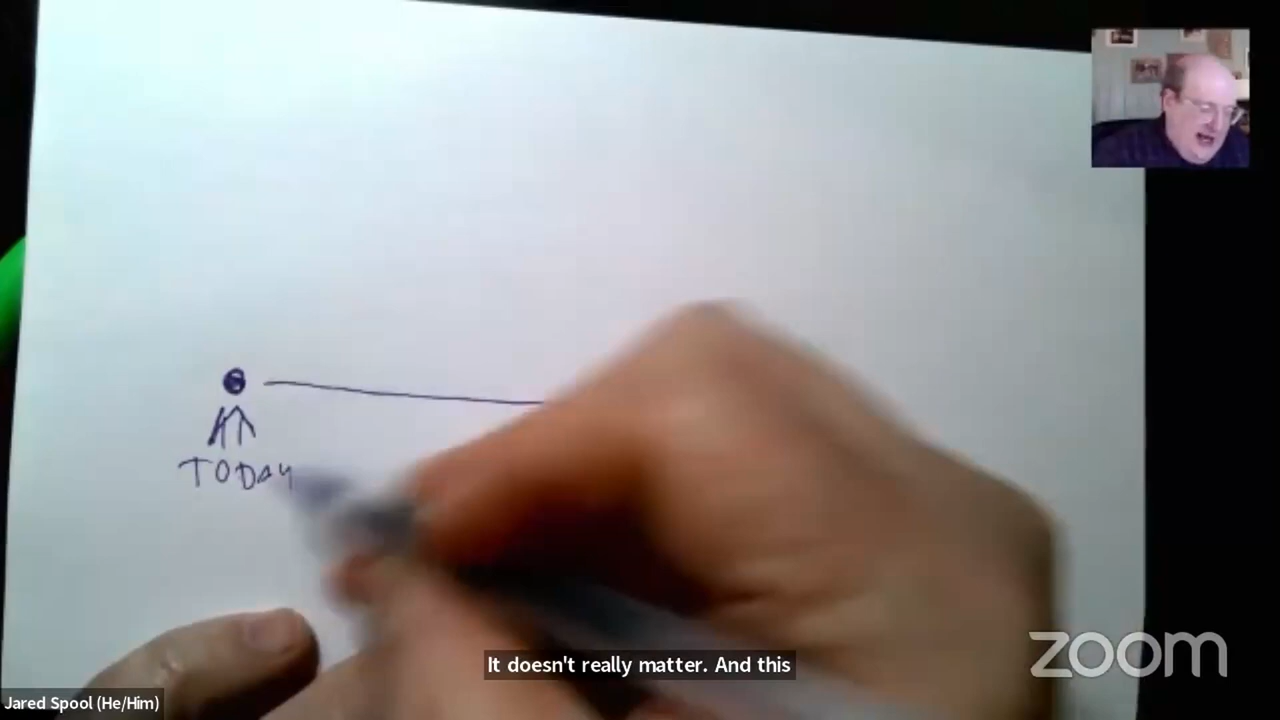 TODAY
It doesn't really matter. And this
zoom
Jared Spool (He/Him)